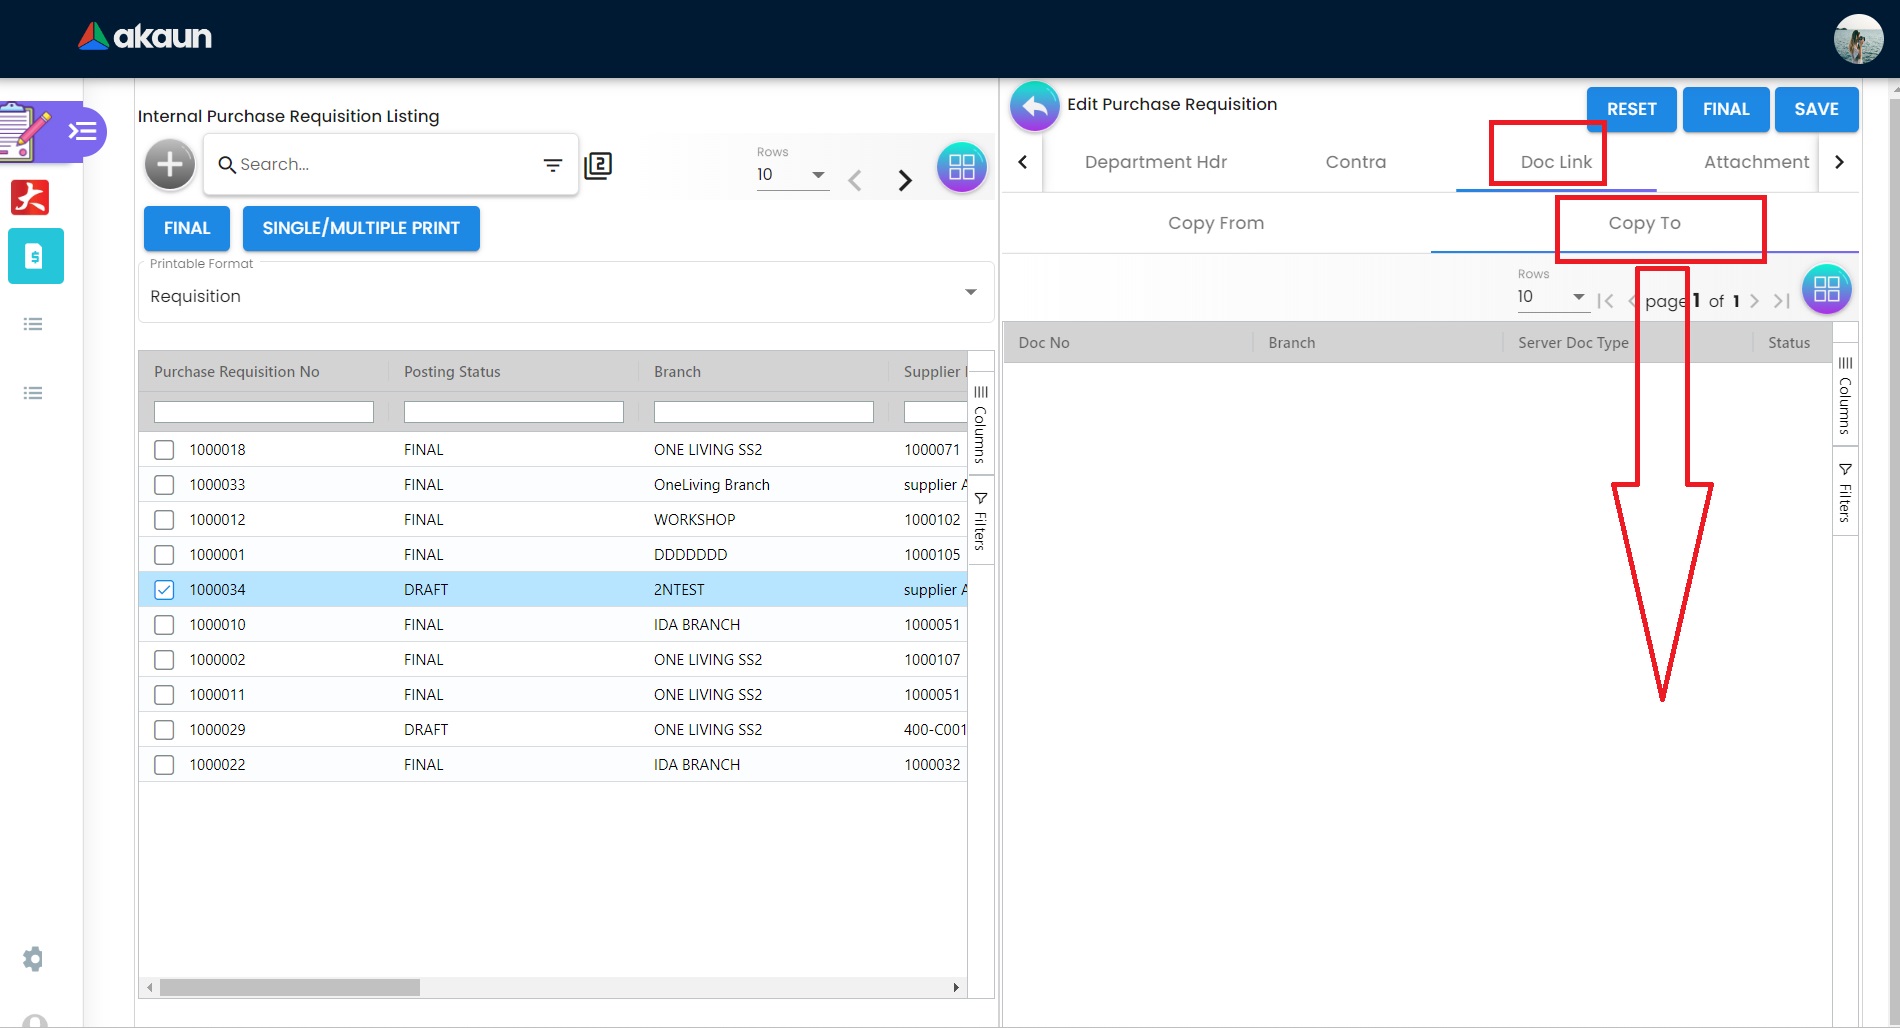 akaun
Internal Purchase Requisition Listing
Search...
2
Rows
10
FINAL
SINGLE/MULTIPLE PRINT
Printable Format
Requisition
Purchase Requisition No Posting Status Branch Supplier
1000018 FINAL ONE LIVING SS2 1000071
1000033 FINAL OneLiving Branch supplier A
1000012 FINAL WORKSHOP 1000102
1000001 FINAL DDDDDDD 1000105
1000034 DRAFT 2NTEST supplier A
1000010 FINAL IDA BRANCH 1000051
1000002 FINAL ONE LIVING SS2 1000107
1000011 FINAL ONE LIVING SS2 1000051
1000029 DRAFT ONE LIVING SS2 400-C001
1000022 FINAL IDA BRANCH 1000032
Columns
Filters
Edit Purchase Requisition
RESET FINAL SAVE
Department Hdr Contra Doc Link Attachment
Copy From Copy To
Rows
10
page 1 of 1
Doc No Branch Server Doc Type Status
Columns
Filters